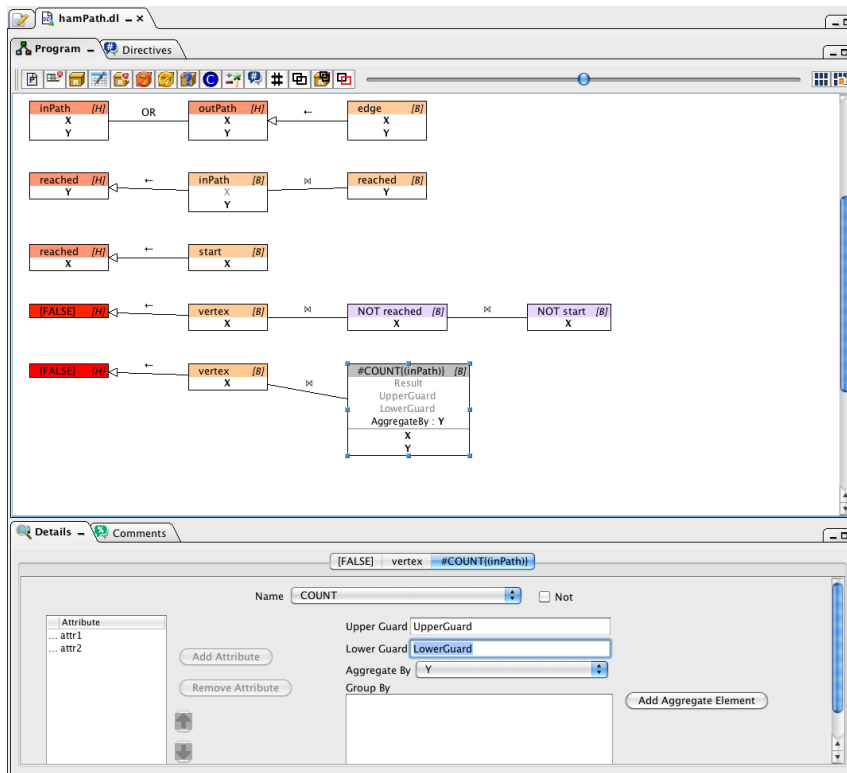 hamPath.dl
Program
Directives
inPath [H] OR outPath [H] ← edge [B]
X X X
Y Y Y
reached [H] ← inPath [B] ⋈ reached [B]
Y X Y
Y
reached [H] ← start [B]
X X
[FALSE] [H] ← vertex [B] ⋈ NOT reached [B] ⋈ NOT start [B]
X X X
[FALSE] [H] ← vertex [B] ⋈ #COUNT{(inPath)} [B]
X Result
UpperGuard
LowerGuard
AggregateBy : Y
X
Y
Details
Comments
[FALSE] vertex #COUNT{(inPath)}
Name COUNT Not
Attribute
... attr1
... attr2
Add Attribute
Remove Attribute
Upper Guard UpperGuard
Lower Guard LowerGuard
Aggregate By Y
Group By
Add Aggregate Element